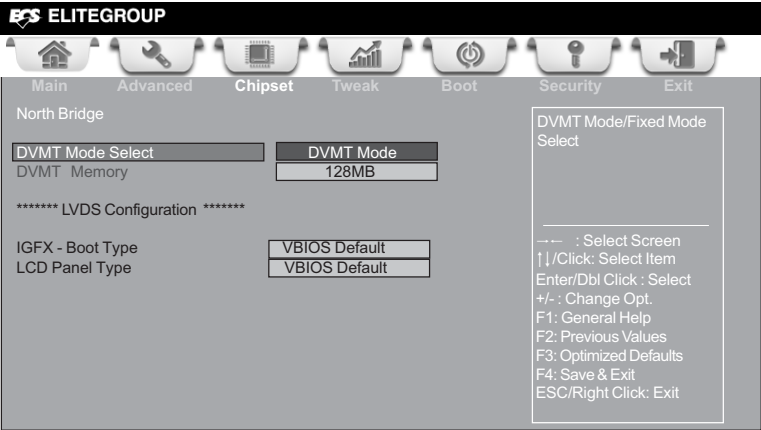 ECS ELITEGROUP
Main Advanced Chipset Tweak Boot Security Exit
North Bridge
DVMT Mode Select DVMT Mode
DVMT Memory 128MB
******* LVDS Configuration *******
IGFX - Boot Type VBIOS Default
LCD Panel Type VBIOS Default
DVMT Mode/Fixed Mode
Select
→← : Select Screen
↑↓/Click: Select Item
Enter/Dbl Click : Select
+/- : Change Opt.
F1: General Help
F2: Previous Values
F3: Optimized Defaults
F4: Save & Exit
ESC/Right Click: Exit